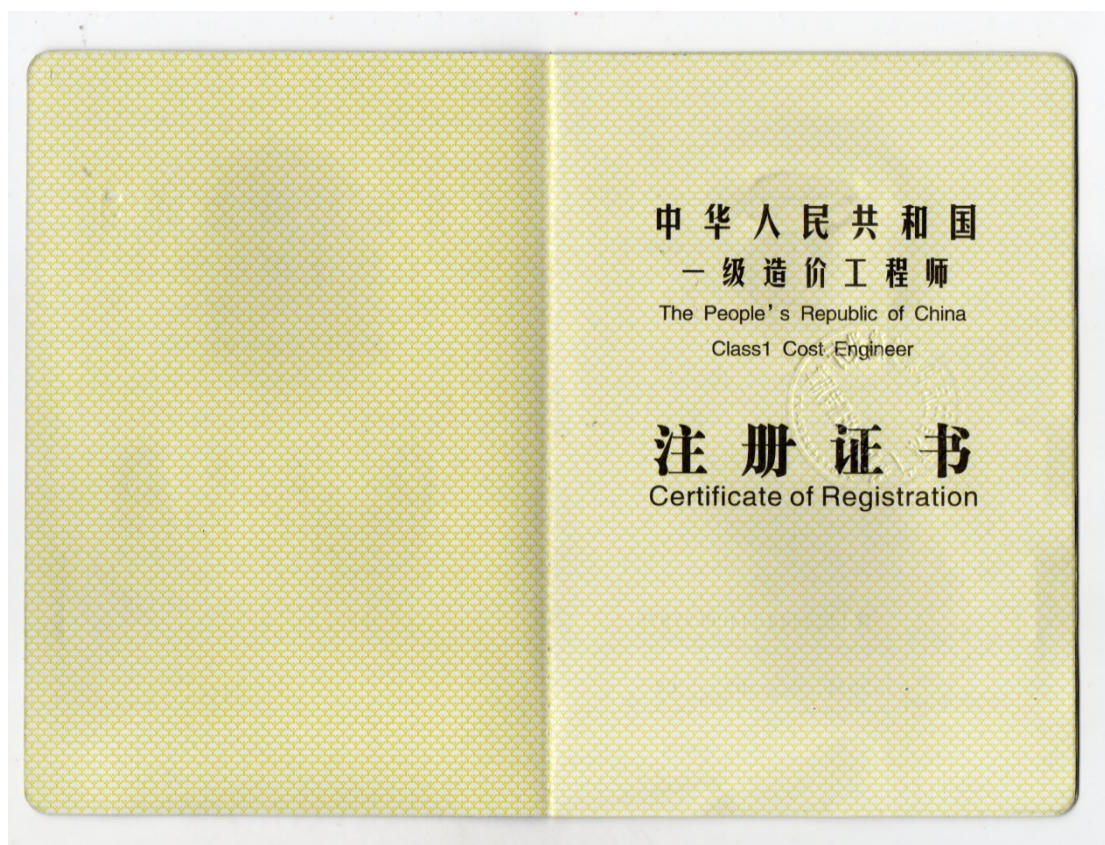 中华人民共和国
一级造价工程师
The People's Republic of China
Class1 Cost Engineer
注册证书
Certificate of Registration